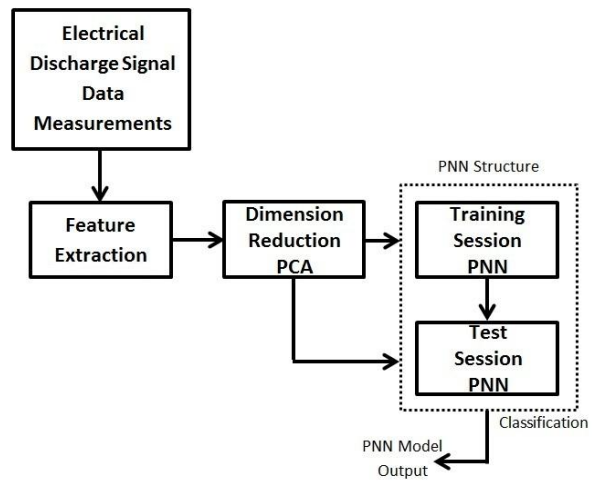 Electrical
Discharge Signal
Data
Measurements
PNN Structure
Feature
Extraction
Dimension
Reduction
PCA
Training
Session
PNN
Test
Session
PNN
Classification
PNN Model
Output